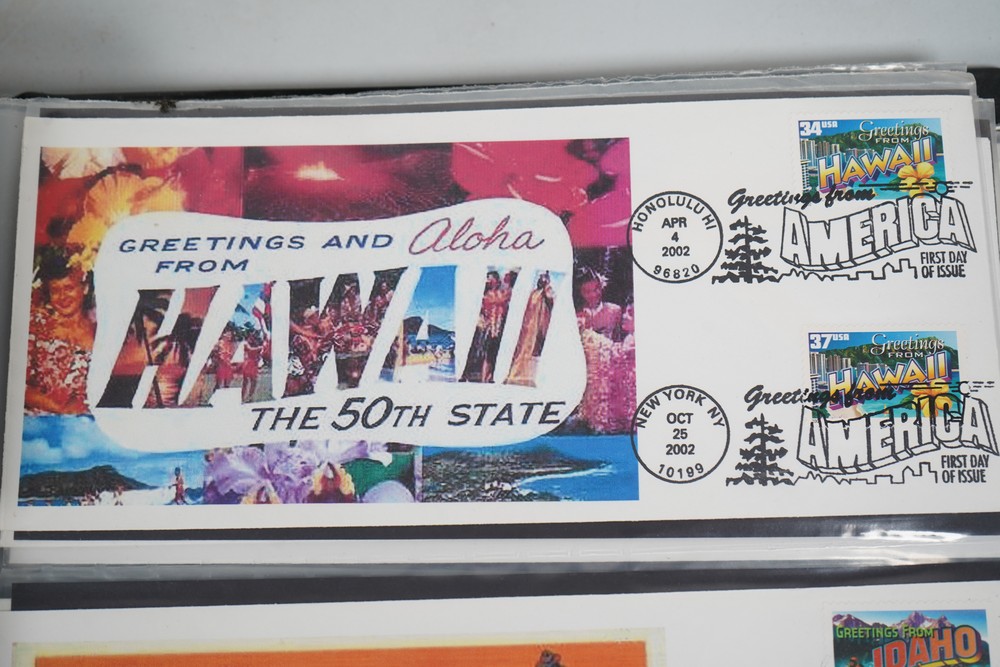 GREETINGS AND Aloha
FROM
HAWAII
THE 50TH STATE
34USA
Greetings
FROM
HAWAII
HONOLULU HI
APR
4
2002
96820
Greetings from
AMERICA
FIRST DAY
OF ISSUE
37USA
Greetings
FROM
HAWAII
NEW YORK NY
OCT
25
2002
10199
Greetings from
AMERICA
FIRST DAY
OF ISSUE
GREETINGS FROM
IDAHO